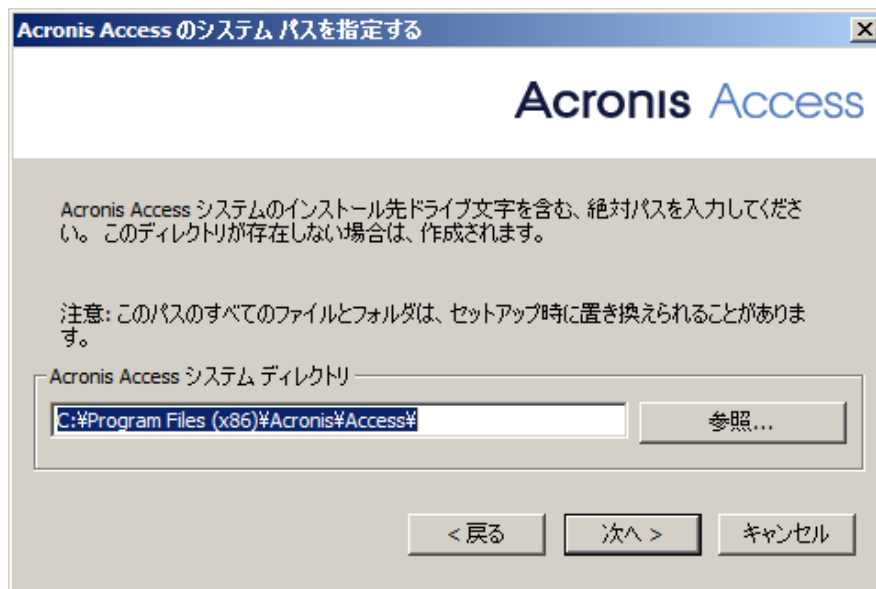 Acronis Access のシステム パスを指定する
Acronis Access
Acronis Access システムのインストール先ドライブ文字を含む、絶対パスを入力してくださ
い。 このディレクトリが存在しない場合は、作成されます。
注意: このパスのすべてのファイルとフォルダは、セットアップ時に置き換えられることがありま
す。
Acronis Access システム ディレクトリ
C:¥Program Files (x86)¥Acronis¥Access¥
参照...
< 戻る
次へ >
キャンセル